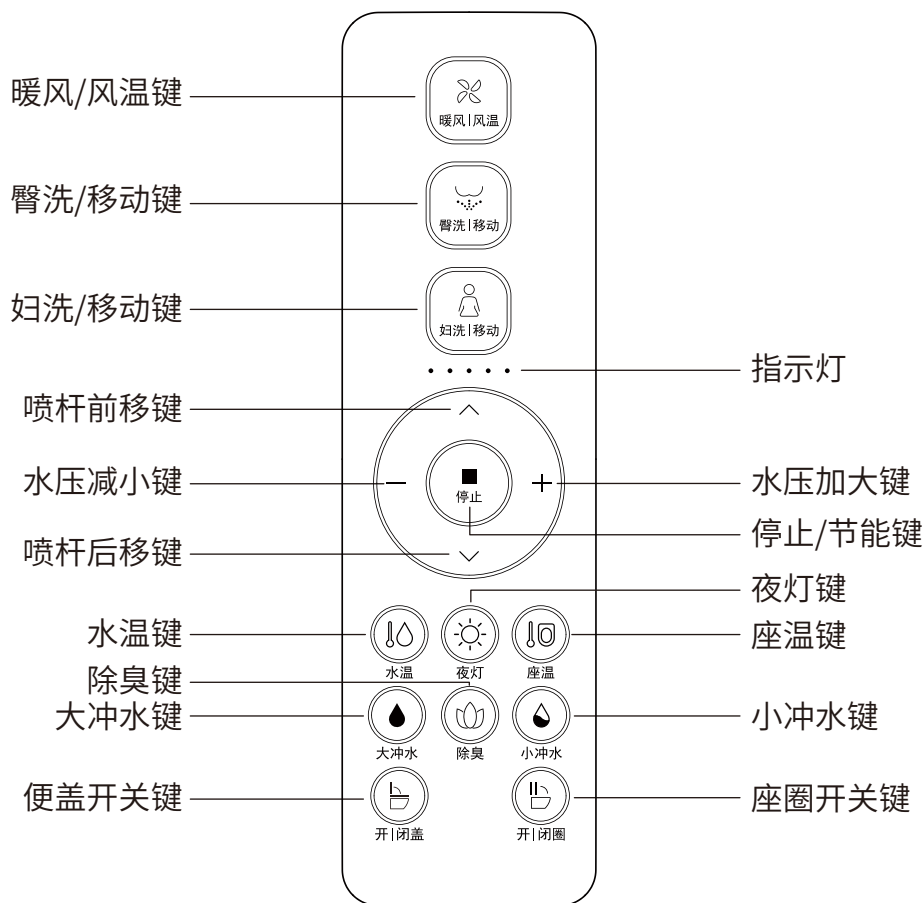 暖风/风温键
暖风|风温
臀洗/移动键
臀洗|移动
妇洗/移动键
妇洗|移动
指示灯
喷杆前移键
水压减小键
停止
水压加大键
停止/节能键
喷杆后移键
夜灯键
水温键
座温键
水温
夜灯
座温
除臭键
大冲水键
小冲水键
大冲水
除臭
小冲水
便盖开关键
座圈开关键
开|闭盖
开|闭圈